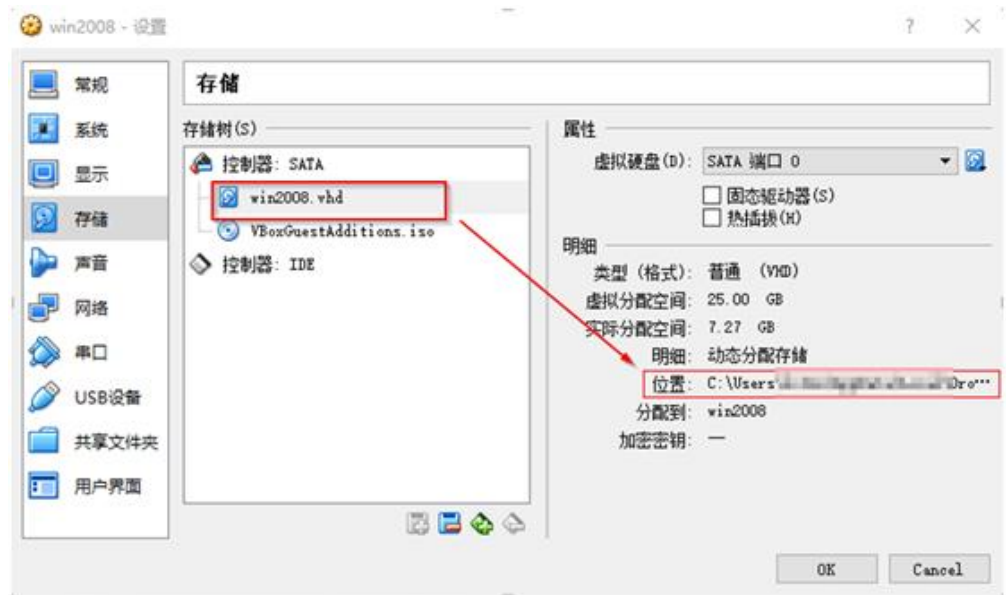 win2008 - 设置
?
常规
系统
显示
存储
声音
网络
串口
USB设备
共享文件夹
用户界面
存储
存储树(S)
控制器: SATA
win2008.vhd
VBoxGuestAdditions.iso
控制器: IDE
属性
虚拟硬盘(D): SATA 端口 0
固态驱动器(S)
热插拔(H)
明细
类型 (格式): 普通 (VHD)
虚拟分配空间: 25.00 GB
实际分配空间: 7.27 GB
明细: 动态分配存储
位置: C:\Users
分配到: win2008
加密密钥: —
OK
Cancel